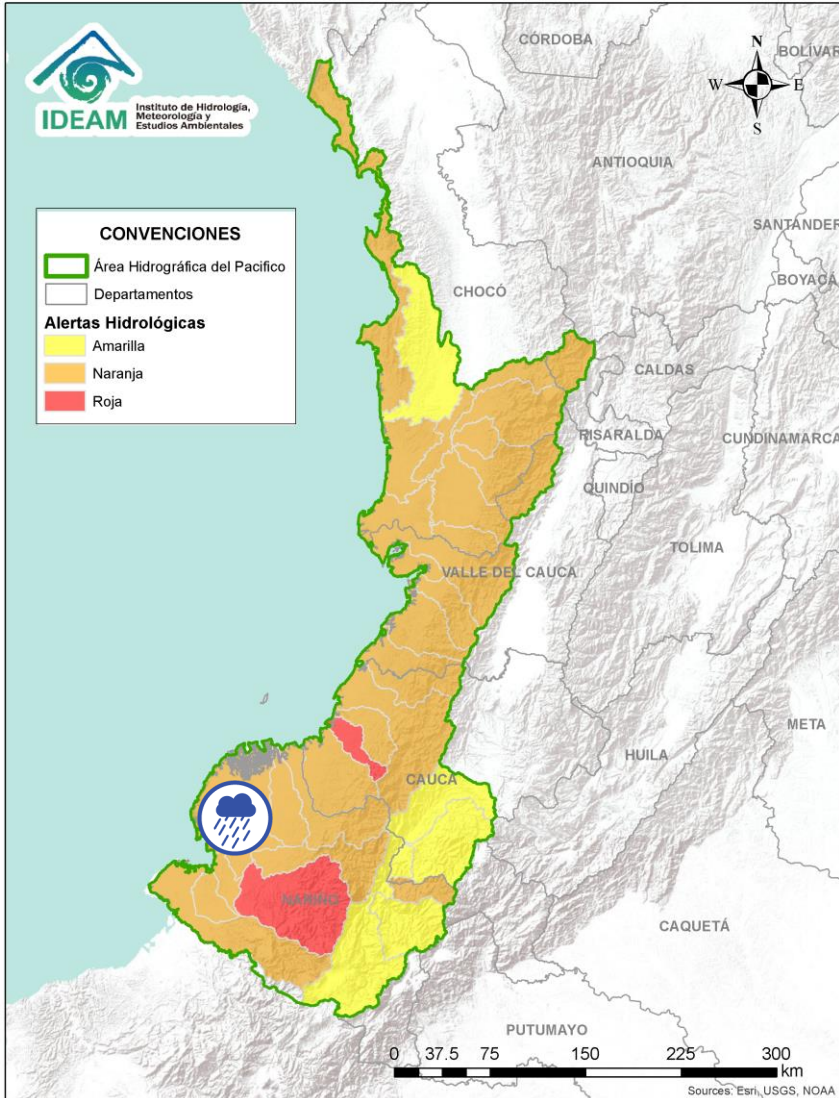 IDEAM
Instituto de Hidrología,
Meteorología y
Estudios Ambientales
CÓRDOBA
BOLÍVAR
N
W
E
S
ANTIOQUIA
SANTANDER
BOYACÁ
CONVENCIONES
Área Hidrográfica del Pacifico
Departamentos
Alertas Hidrológicas
Amarilla
Naranja
Roja
CHOCÓ
CALDAS
RISARALDA
CUNDINAMARCA
QUINDÍO
TOLIMA
VALLE DEL CAUCA
META
HUILA
CAUCA
NARIÑO
CAQUETÁ
PUTUMAYO
0 37.5 75 150 225 300
km
Sources: Esri, USGS, NOAA